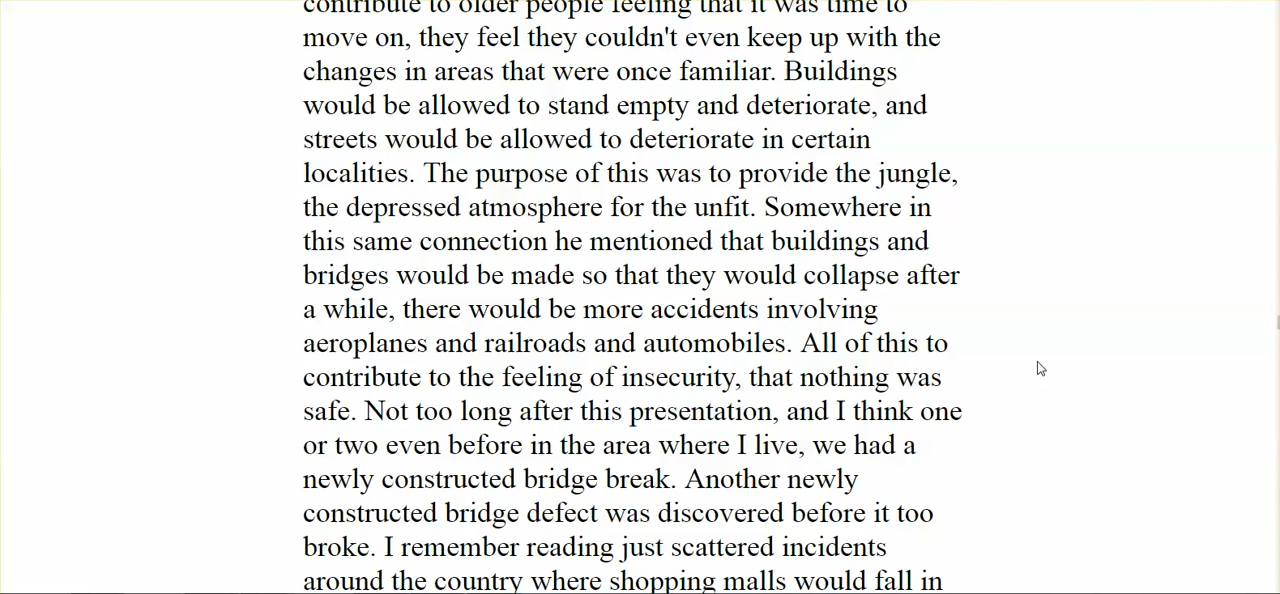 contribute to older people feeling that it was time to
move on, they feel they couldn't even keep up with the
changes in areas that were once familiar. Buildings
would be allowed to stand empty and deteriorate, and
streets would be allowed to deteriorate in certain
localities. The purpose of this was to provide the jungle,
the depressed atmosphere for the unfit. Somewhere in
this same connection he mentioned that buildings and
bridges would be made so that they would collapse after
a while, there would be more accidents involving
aeroplanes and railroads and automobiles. All of this to
contribute to the feeling of insecurity, that nothing was
safe. Not too long after this presentation, and I think one
or two even before in the area where I live, we had a
newly constructed bridge break. Another newly
constructed bridge defect was discovered before it too
broke. I remember reading just scattered incidents
around the country where shopping malls would fall in